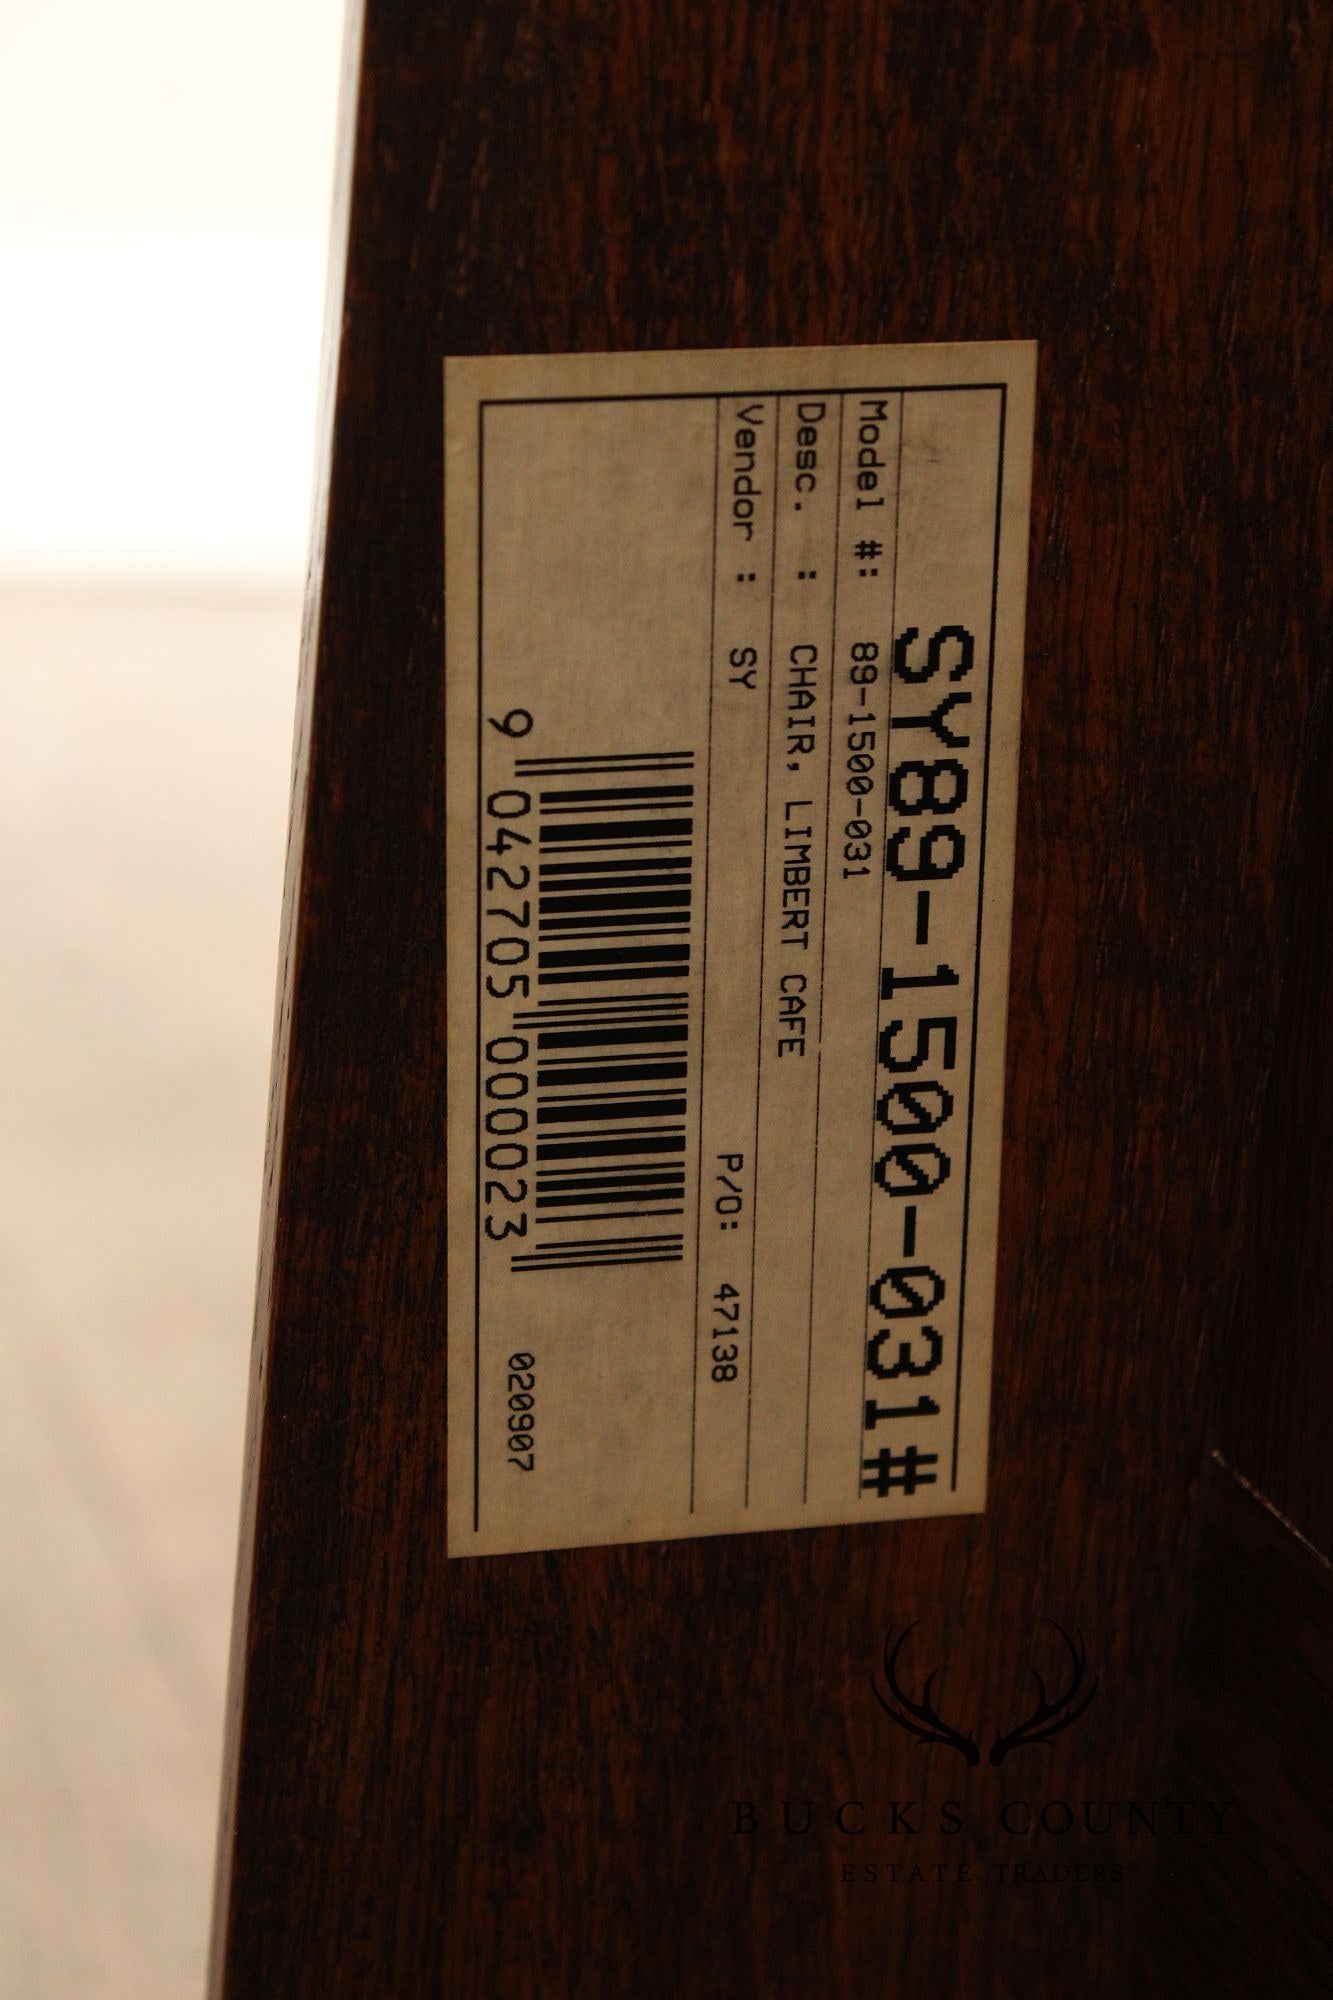 SY89-1500-031#
Model #: 89-1500-031
Desc. : CHAIR, LIMBERT CAFE
Vendor : SY P/O: 47138
9 042705 000023
020907
BUCKS COUNTY
ESTATE TRADERS